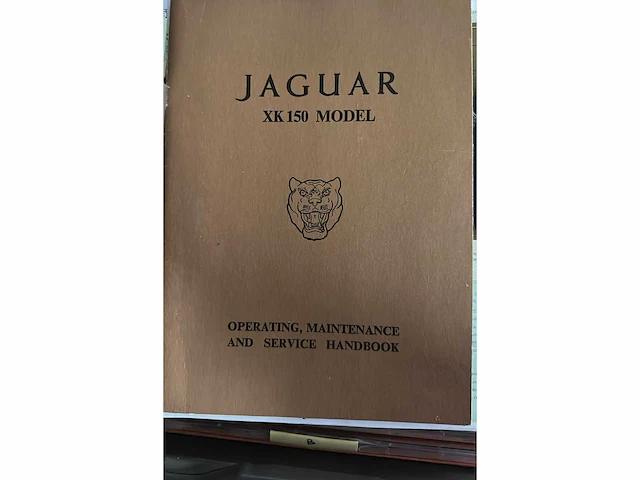 JAGUAR
XK 150 MODEL
OPERATING, MAINTENANCE
AND SERVICE HANDBOOK